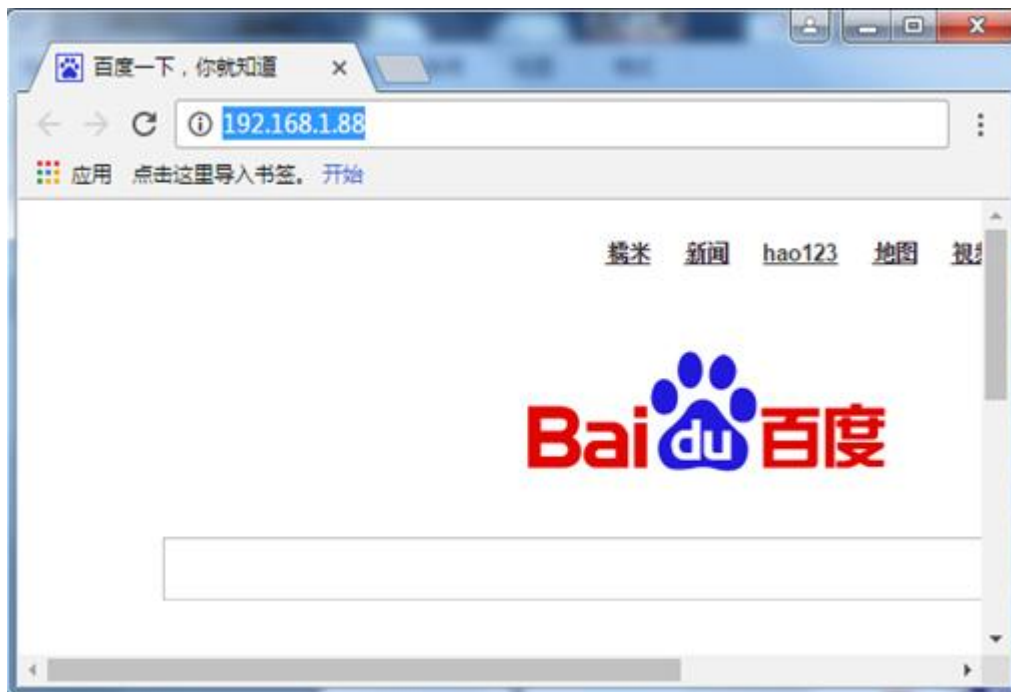 百度一下，你就知道
192.168.1.88
应用 点击这里导入书签。 开始
糯米 新闻 hao123 地图 视
Baidu百度